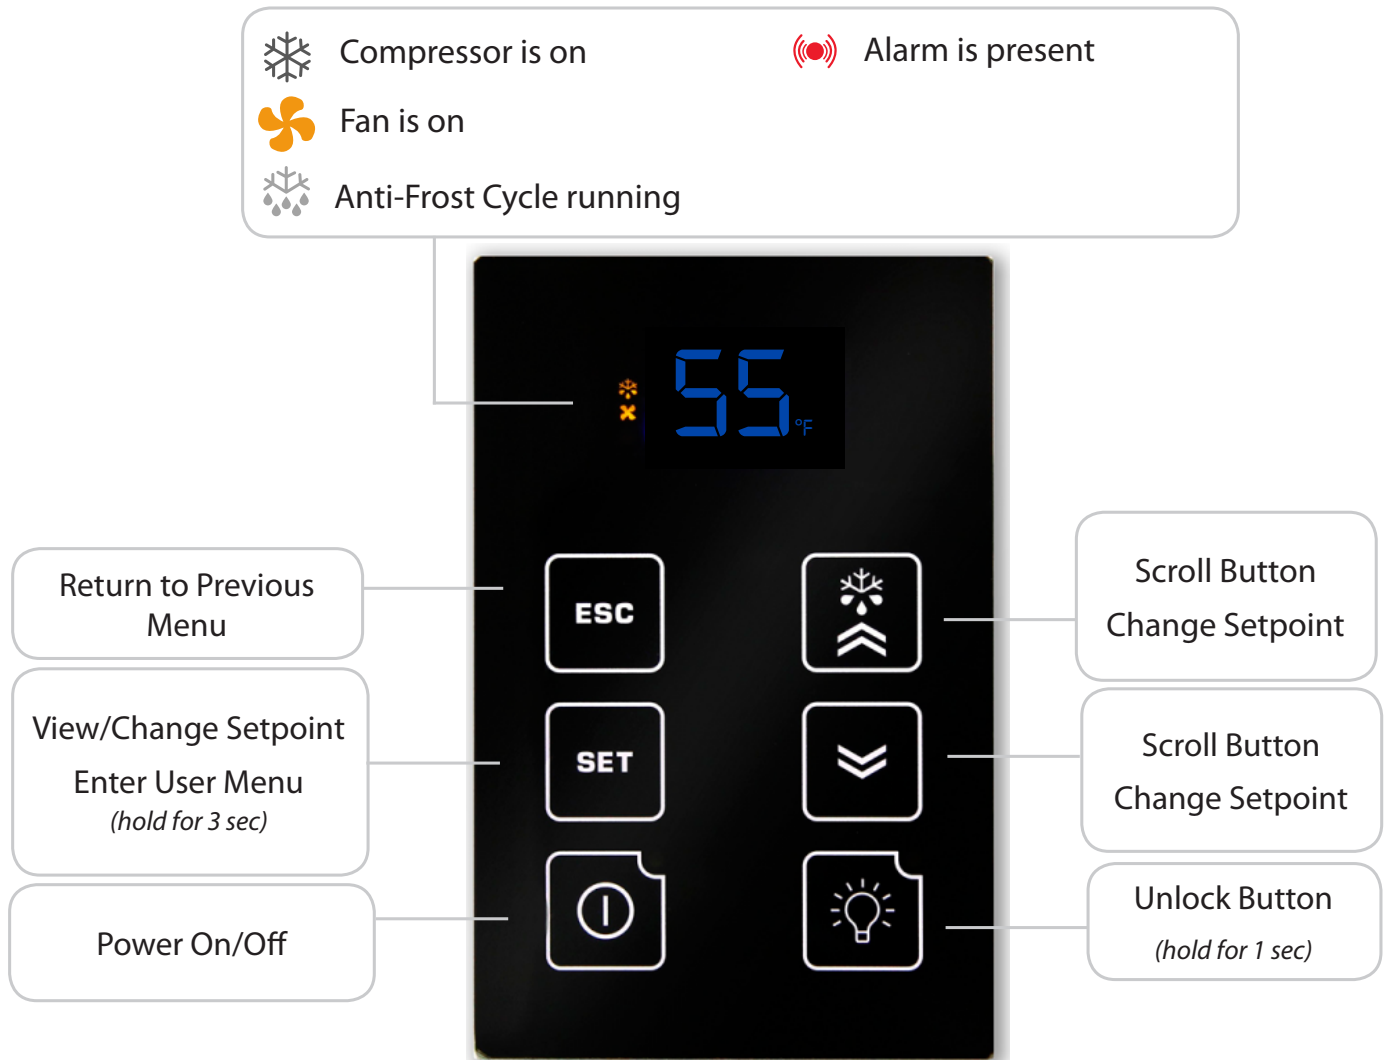 Compressor is on
Alarm is present
Fan is on
Anti-Frost Cycle running
55 °F
Return to Previous
Menu
ESC
Scroll Button
Change Setpoint
View/Change Setpoint
Enter User Menu
(hold for 3 sec)
SET
Scroll Button
Change Setpoint
Power On/Off
Unlock Button
(hold for 1 sec)